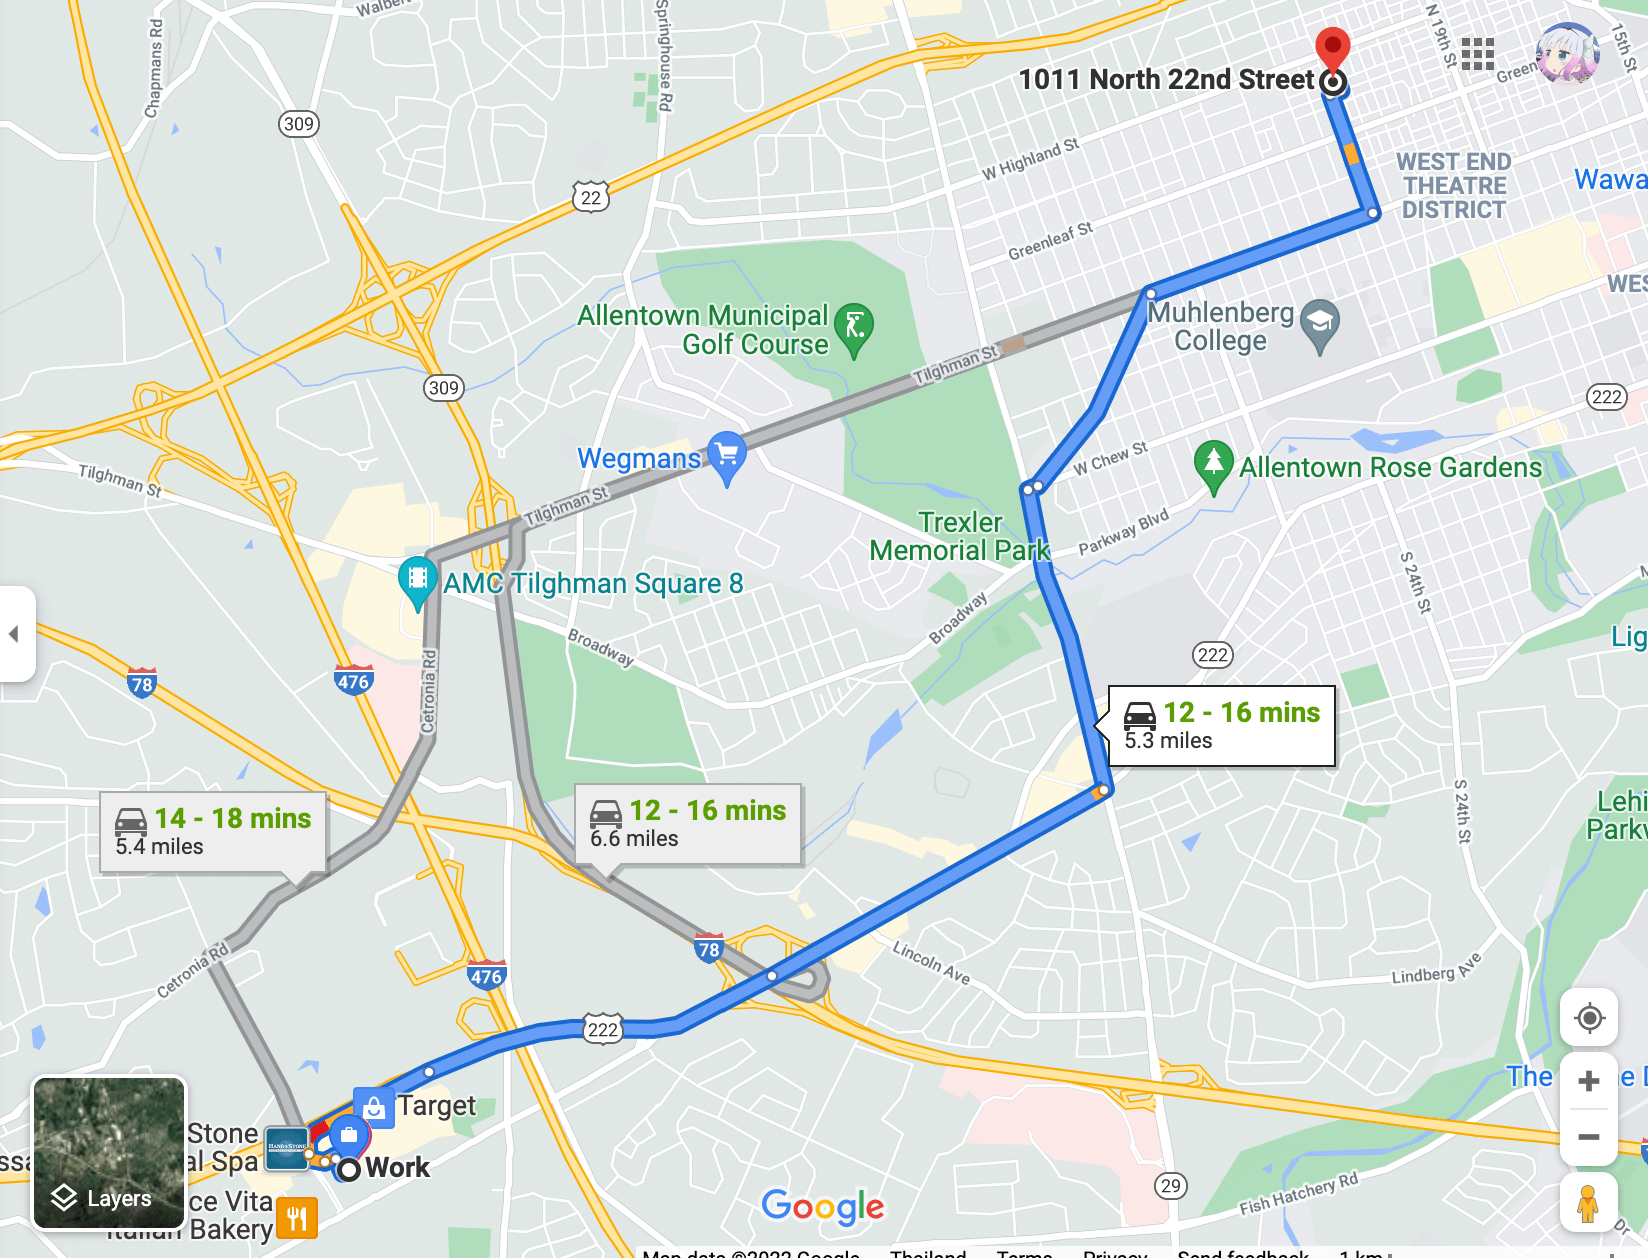 Walbert
Chapmans Rd
Springhouse Rd
N 19th St
15th St
Green
1011 North 22nd Street
309
22
W Highland St
WEST END
THEATRE
DISTRICT
Wawa
Greenleaf St
WES
Allentown Municipal
Golf Course
Muhlenberg
College
Tilghman St
309
222
W Chew St
Wegmans
Allentown Rose Gardens
Tilghman St
Tilghman St
Trexler
Memorial Park
Parkway Blvd
AMC Tilghman Square 8
S 24th St
Broadway
Broadway
Lig
222
78
476
Cetronia Rd
12 - 16 mins
5.3 miles
14 - 18 mins
5.4 miles
12 - 16 mins
6.6 miles
S 24th St
Lehi
Parkw
78
476
Cetronia Rd
Lincoln Ave
Lindberg Ave
222
The
e D
Target
Stone
HAND&STONE
ssa
al Spa
Work
Layers
ce Vita
Italian Bakery
29
Fish Hatchery Rd
Dr
Google
Map data ©2022 Google Thailand Terms Privacy Send feedback 1 km